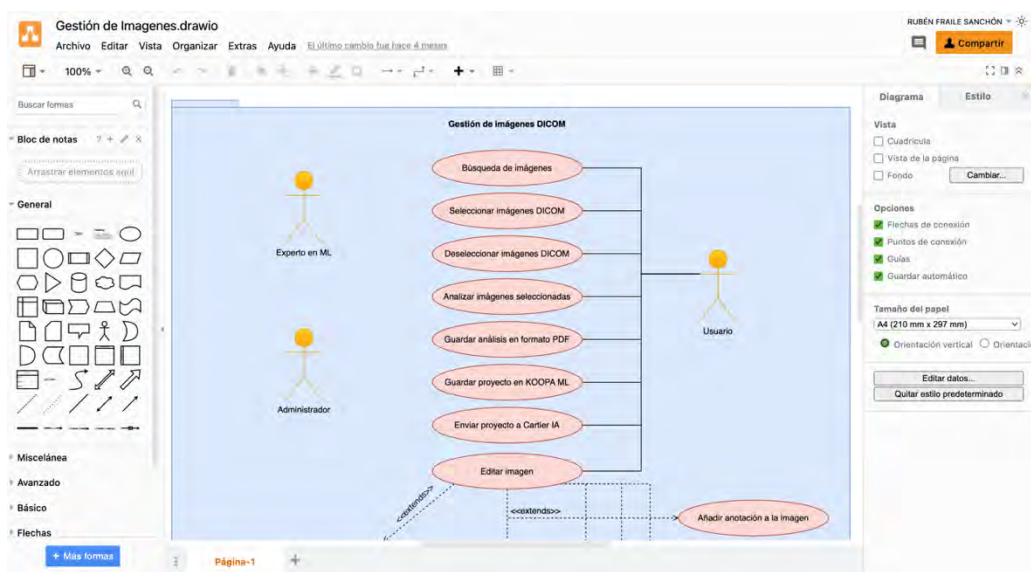 Gestión de Imagenes.drawio
RUBÉN FRAILE SANCHÓN
Archivo Editar Vista Organizar Extras Ayuda El último cambio fue hace 4 meses
Compartir
100%
Buscar formas
Bloc de notas
Arrastrar elementos aquí
General
Miscelánea
Avanzado
Básico
Flechas
+ Más formas
Gestión de imágenes DICOM
Búsqueda de imágenes
Seleccionar imágenes DICOM
Experto en ML
Deseleccionar imágenes DICOM
Analizar imágenes seleccionadas
Usuario
Guardar análisis en formato PDF
Guardar proyecto en KOOPA ML
Administrador
Enviar proyecto a Cartier IA
Editar imagen
<<extends>>
<<extends>>
Añadir anotación a la imagen
Página-1
Diagrama Estilo
Vista
Cuadrícula
Vista de la página
Fondo Cambiar...
Opciones
Flechas de conexión
Puntos de conexión
Guías
Guardar automático
Tamaño del papel
A4 (210 mm x 297 mm)
Orientación vertical Orientaci
Editar datos...
Quitar estilo predeterminado